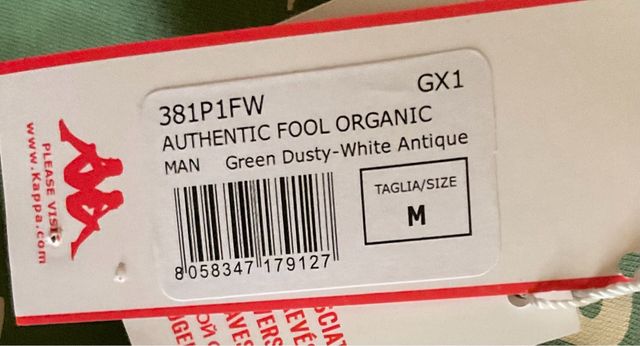 GX1
381P1FW
AUTHENTIC FOOL ORGANIC
MAN Green Dusty-White Antique
TAGLIA/SIZE
M
8 058347 179127
PLEASE VISIT
www.Kappa.com